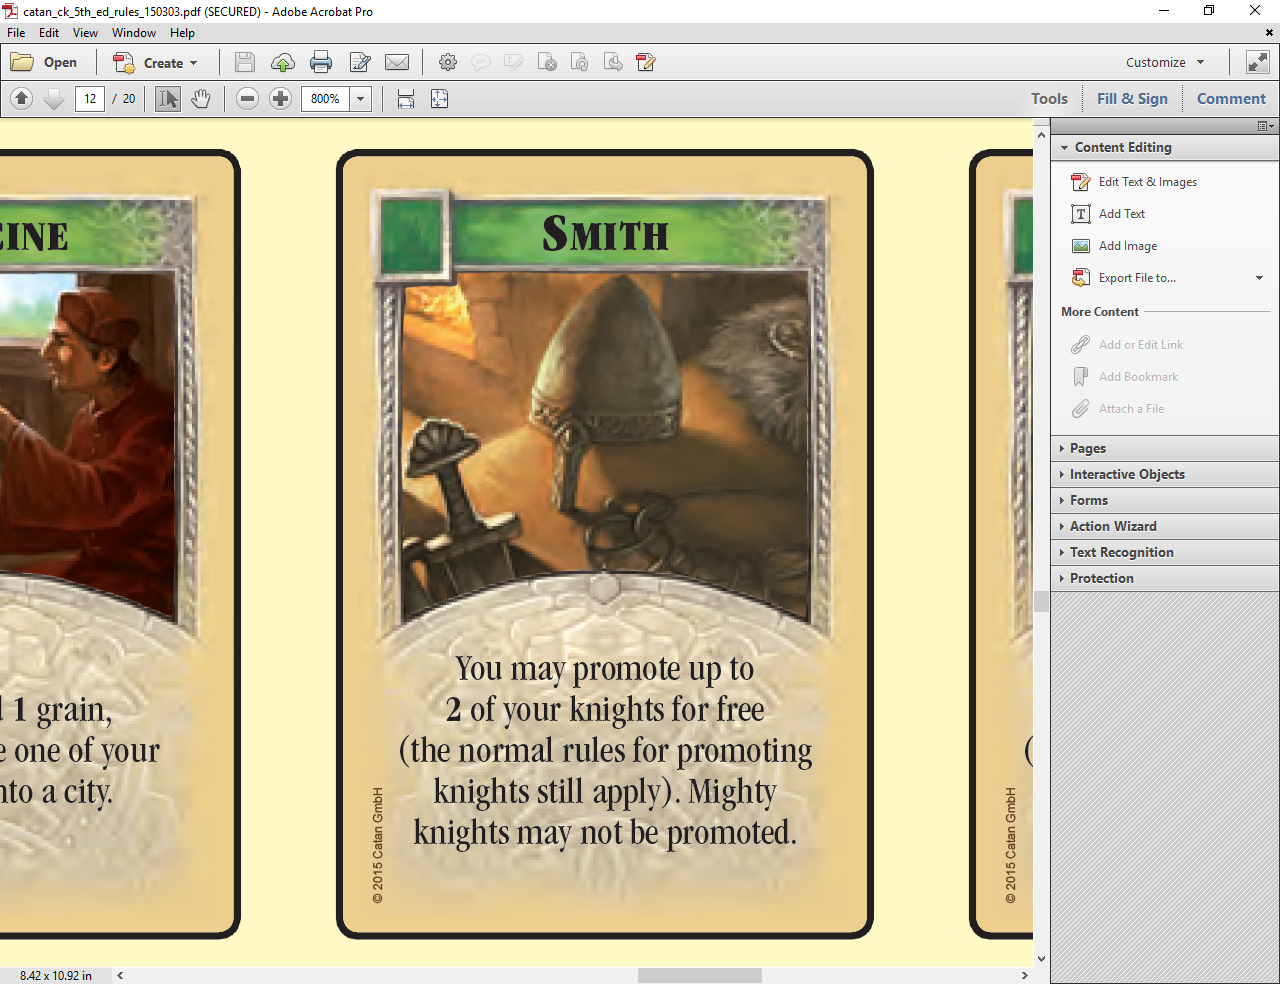 catan_ck_5th_ed_rules_150303.pdf (SECURED) - Adobe Acrobat Pro
File Edit View Window Help
Open Create Customize
12 / 20 800% Tools Fill & Sign Comment
Content Editing
Edit Text & Images
Add Text
Add Image
Export File to...
More Content
Add or Edit Link
Add Bookmark
Attach a File
Pages
Interactive Objects
Forms
Action Wizard
Text Recognition
Protection
CINE
1 grain,
e one of your
nto a city.
SMITH
You may promote up to
2 of your knights for free
(the normal rules for promoting
knights still apply). Mighty
knights may not be promoted.
© 2015 Catan GmbH
(
© 2015 Catan GmbH
8.42 x 10.92 in